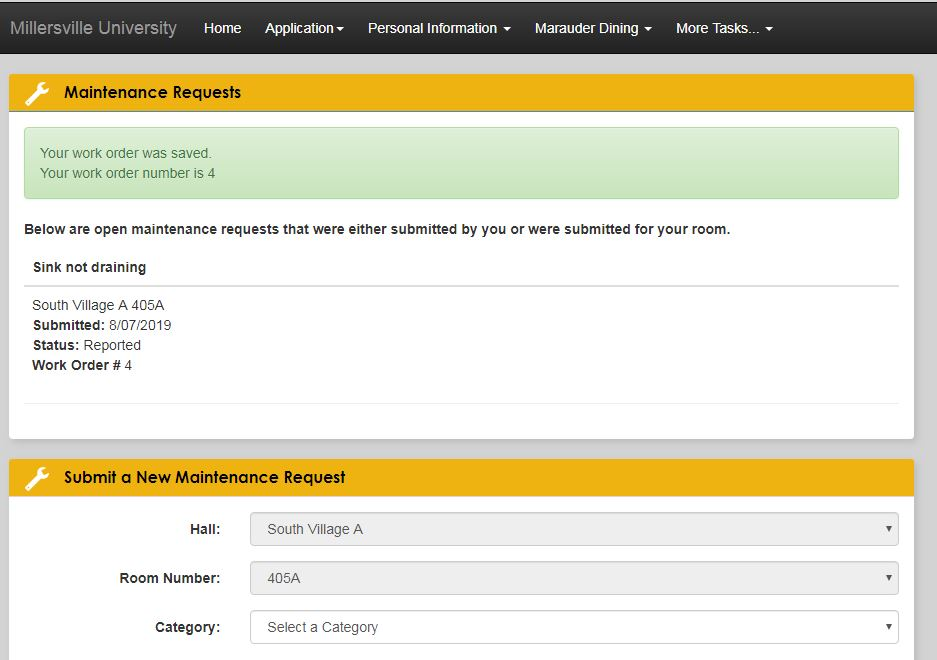 Millersville University Home Application Personal Information Marauder Dining More Tasks...
Maintenance Requests
Your work order was saved.
Your work order number is 4
Below are open maintenance requests that were either submitted by you or were submitted for your room.
Sink not draining
South Village A 405A
Submitted: 8/07/2019
Status: Reported
Work Order # 4
Submit a New Maintenance Request
Hall: South Village A
Room Number: 405A
Category: Select a Category